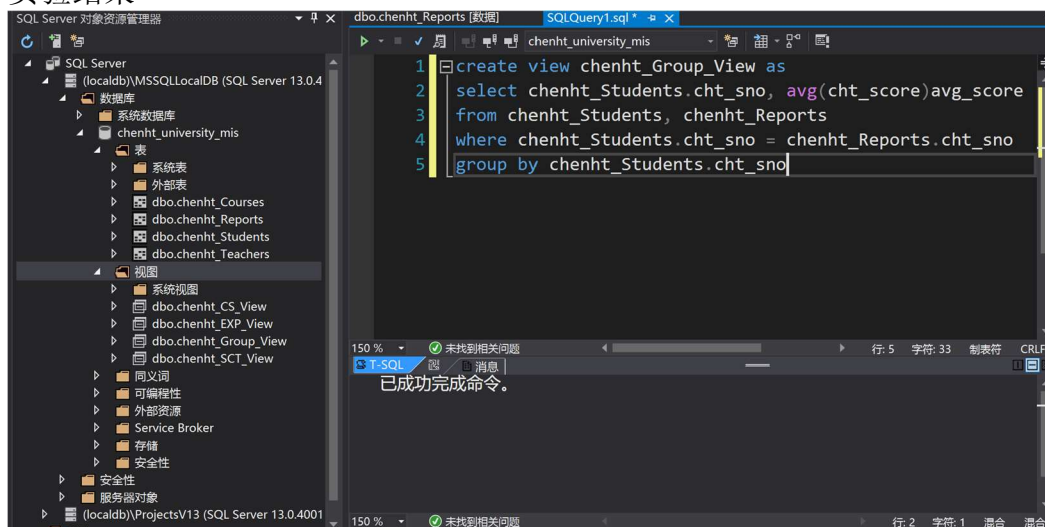 SQL Server 对象资源管理器
dbo.chenht_Reports [数据] SQLQuery1.sql *
chenht_university_mis
SQL Server
(localdb)\MSSQLLocalDB (SQL Server 13.0.4
数据库
系统数据库
chenht_university_mis
表
系统表
外部表
dbo.chenht_Courses
dbo.chenht_Reports
dbo.chenht_Students
dbo.chenht_Teachers
视图
系统视图
dbo.chenht_CS_View
dbo.chenht_EXP_View
dbo.chenht_Group_View
dbo.chenht_SCT_View
同义词
可编程性
外部资源
Service Broker
存储
安全性
安全性
服务器对象
(localdb)\ProjectsV13 (SQL Server 13.0.4001
1 create view chenht_Group_View as
2 select chenht_Students.cht_sno, avg(cht_score)avg_score
3 from chenht_Students, chenht_Reports
4 where chenht_Students.cht_sno = chenht_Reports.cht_sno
5 group by chenht_Students.cht_sno
150 % 未找到相关问题 行: 5 字符: 33 制表符 CRLF
T-SQL 消息
已成功完成命令。
150 % 未找到相关问题 行: 2 字符: 1 混合 混合